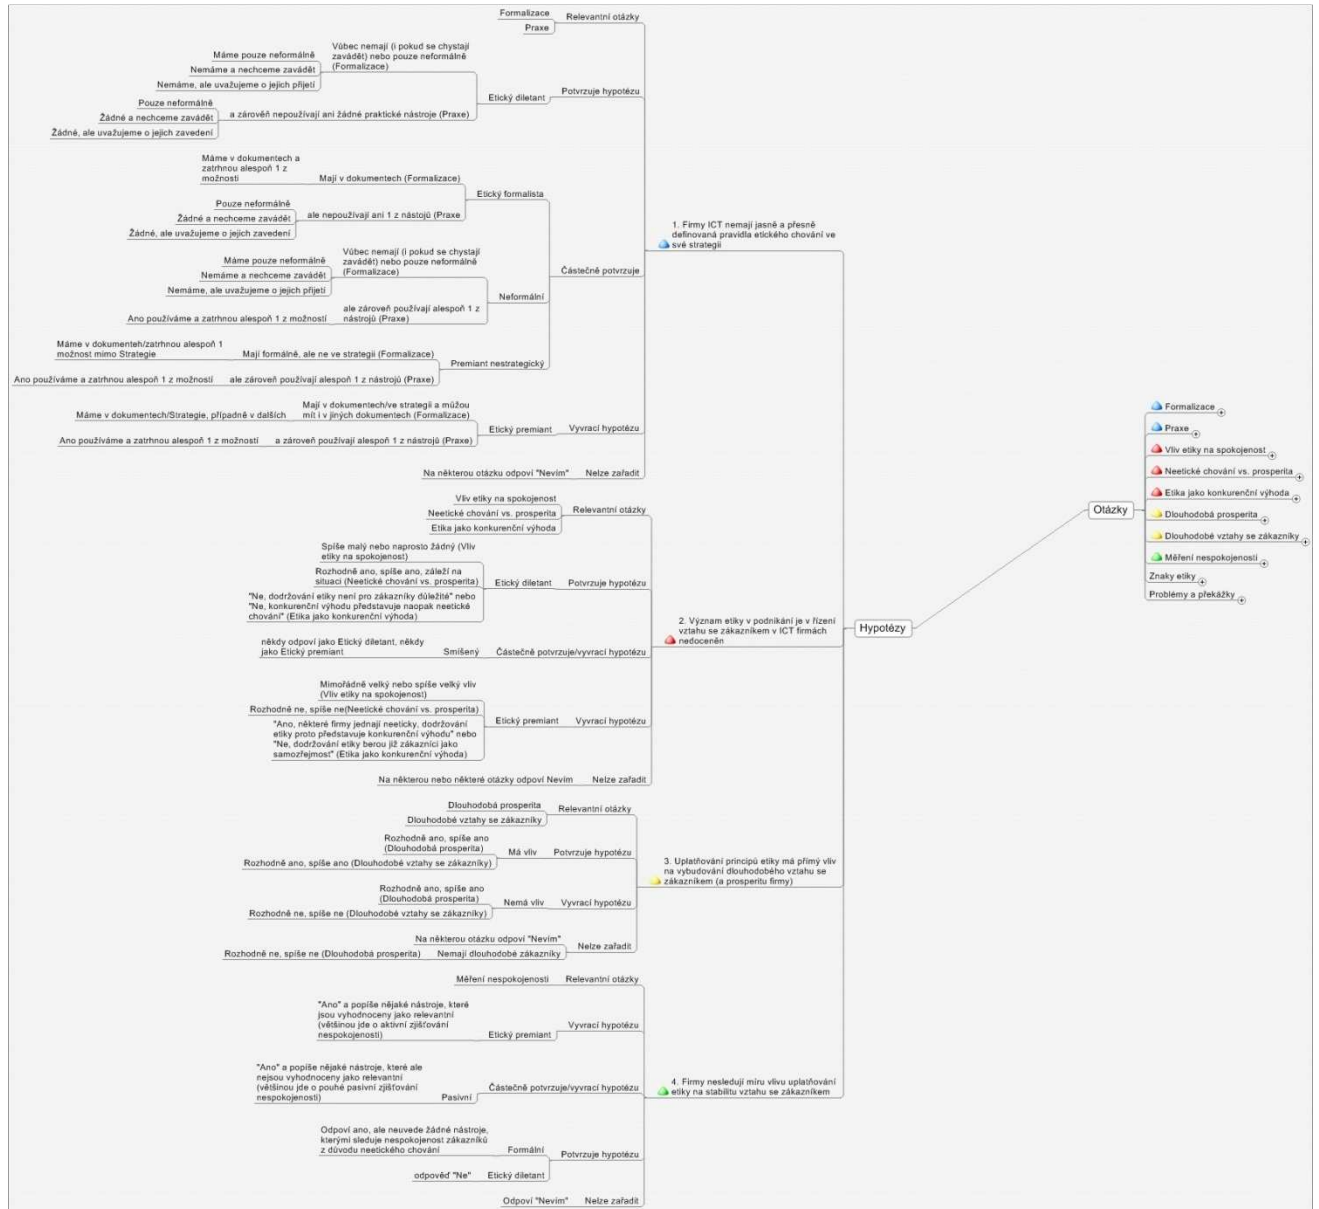 Formalizace
Praxe
Relevantní otázky
Máme pouze neformálně
Nemáme a nechceme zavádět
Nemáme, ale uvažujeme o jejich přijetí
Vůbec nemají (i pokud se chystají
zavádět) nebo pouze neformálně
(Formalizace)
Pouze neformálně
Žádné a nechceme zavádět
Žádné, ale uvažujeme o jejich zavedení
a zárověň nepoužívají ani žádné praktické nástroje (Praxe)
Etický diletant
Potvrzuje hypotézu
Máme v dokumentech a
zatrhnou alespoň 1 z
možností
Mají v dokumentech (Formalizace)
Pouze neformálně
Žádné a nechceme zavádět
Žádné, ale uvažujeme o jejich zavedení
ale nepoužívají ani 1 z nástojů (Praxe
Etický formalista
Máme pouze neformálně
Nemáme a nechceme zavádět
Nemáme, ale uvažujeme o jejich přijetí
Vůbec nemají (i pokud se chystají
zavádět) nebo pouze neformálně
(Formalizace)
Ano používáme a zatrhnou alespoň 1 z možností
ale zároveň používají alespoň 1 z
nástrojů (Praxe)
Neformální
Částečně potvrzuje
Máme v dokumenteh/zatrhnou alespoň 1
možnost mimo Strategie
Mají formálně, ale ne ve strategii (Formalizace)
Ano používáme a zatrhnou alespoň 1 z možností
ale zároveň používají alespoň 1 z nástrojů (Praxe)
Premiant nestrategický
Máme v dokumentech/Strategie, případně v dalších
Mají v dokumentech/ve strategii a můžou
mít i v jiných dokumentech (Formalizace)
Ano používáme a zatrhnou alespoň 1 z možností
a zároveň používají alespoň 1 z nástrojů (Praxe)
Etický premiant
Vyvrací hypotézu
Na některou otázku odpoví "Nevím"
Nelze zařadit
1. Firmy ICT nemají jasně a přesně
definovaná pravidla etického chování ve
své strategii
Vliv etiky na spokojenost
Neetické chování vs. prosperita
Etika jako konkurenční výhoda
Relevantní otázky
Spíše malý nebo naprosto žádný (Vliv
etiky na spokojenost)
Rozhodně ano, spíše ano, záleží na
situaci (Neetické chování vs. prosperita)
"Ne, dodržování etiky není pro zákazníky důležité" nebo
"Ne, konkurenční výhodu představuje naopak neetické
chování" (Etika jako konkurenční výhoda)
Etický diletant
Potvrzuje hypotézu
někdy odpoví jako Etický diletant, někdy
jako Etický premiant
Smíšený
Částečně potvrzuje/vyvrací hypotézu
Mimořádně velký nebo spíše velký vliv
(Vliv etiky na spokojenost)
Rozhodně ne, spíše ne(Neetické chování vs. prosperita)
"Ano, některé firmy jednají neeticky, dodržování
etiky proto představuje konkurenční výhodu" nebo
"Ne, dodržování etiky berou již zákazníci jako
samozřejmost" (Etika jako konkurenční výhoda)
Etický premiant
Vyvrací hypotézu
Na některou nebo některé otázky odpoví Nevím
Nelze zařadit
2. Význam etiky v podnikání je v řízení
vztahu se zákazníkem v ICT firmách
nedoceněn
Dlouhodobá prosperita
Dlouhodobé vztahy se zákazníky
Relevantní otázky
Rozhodně ano, spíše ano
(Dlouhodobá prosperita)
Rozhodně ano, spíše ano (Dlouhodobé vztahy se zákazníky)
Má vliv
Potvrzuje hypotézu
Rozhodně ano, spíše ano
(Dlouhodobá prosperita)
Rozhodně ne, spíše ne (Dlouhodobé vztahy se zákazníky)
Nemá vliv
Vyvrací hypotézu
Na některou otázku odpoví "Nevím"
Rozhodně ne, spíše ne (Dlouhodobá prosperita)
Nemají dlouhodobé zákazníky
Nelze zařadit
3. Uplatňování principů etiky má přímý vliv
na vybudování dlouhodobého vztahu se
zákazníkem (a prosperitu firmy)
Měření nespokojenosti
Relevantní otázky
"Ano" a popíše nějaké nástroje, které
jsou vyhodnoceny jako relevantní
(většinou jde o aktivní zjišťování
nespokojenosti)
Etický premiant
Vyvrací hypotézu
"Ano" a popíše nějaké nástroje, které ale
nejsou vyhodnoceny jako relevantní
(většinou jde o pouhé pasivní zjišťování
nespokojenosti)
Pasivní
Částečně potvrzuje/vyvrací hypotézu
Odpoví ano, ale neuvede žádné nástroje,
kterými sleduje nespokojenost zákazníků
z důvodu neetického chování
Formální
odpověď "Ne"
Etický diletant
Potvrzuje hypotézu
Odpoví "Nevím"
Nelze zařadit
4. Firmy nesledují míru vlivu uplatňování
etiky na stabilitu vztahu se zákazníkem
Hypotézy
Otázky
Formalizace
Praxe
Vliv etiky na spokojenost
Neetické chování vs. prosperita
Etika jako konkurenční výhoda
Dlouhodobá prosperita
Dlouhodobé vztahy se zákazníky
Měření nespokojenosti
Znaky etiky
Problémy a překážky